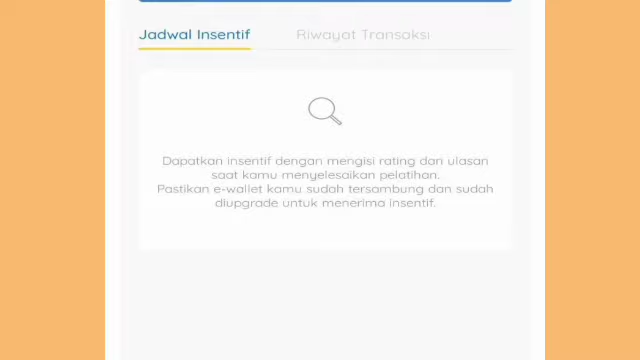 Jadwal Insentif Riwayat Transaksi
Dapatkan insentif dengan mengisi rating dan ulasan
saat kamu menyelesaikan pelatihan.
Pastikan e-wallet kamu sudah tersambung dan sudah
diupgrade untuk menerima insentif.